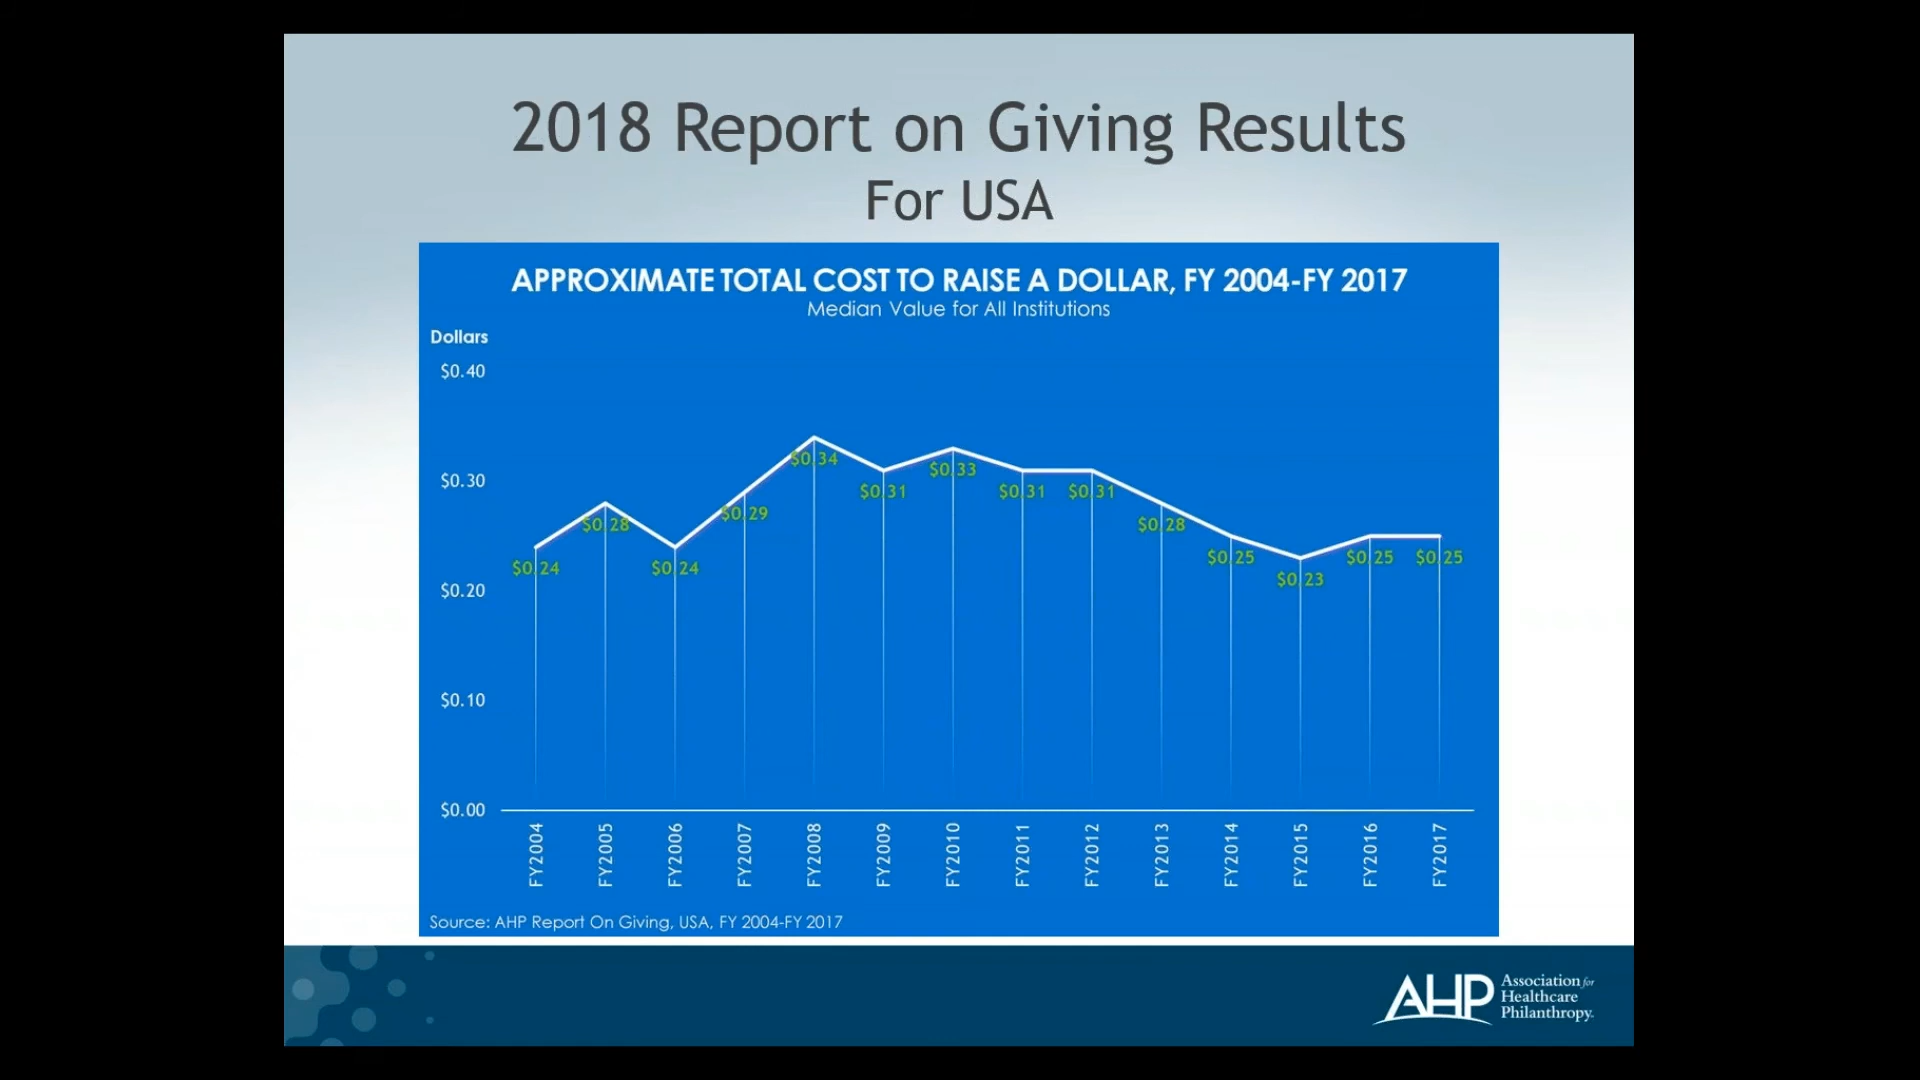 2018 Report on Giving Results
For USA
APPROXIMATE TOTAL COST TO RAISE A DOLLAR, FY 2004-FY 2017
Median Value for All Institutions
Dollars
$0.40
$0.30
$0.20
$0.10
$0.00
$0.24
$0.28
$0.24
$0.29
$0.34
$0.31
$0.33
$0.31
$0.31
$0.28
$0.25
$0.23
$0.25
$0.25
FY2004
FY2005
FY2006
FY2007
FY2008
FY2009
FY2010
FY2011
FY2012
FY2013
FY2014
FY2015
FY2016
FY2017
Source: AHP Report On Giving, USA, FY 2004-FY 2017
AHP
Association for
Healthcare
Philanthropy.